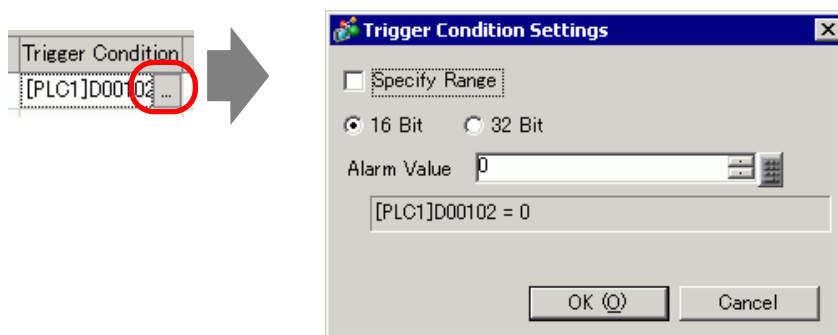 Trigger Condition
[PLC1]D00102 ...
Trigger Condition Settings
Specify Range
16 Bit 32 Bit
Alarm Value 0
[PLC1]D00102 = 0
OK (O) Cancel